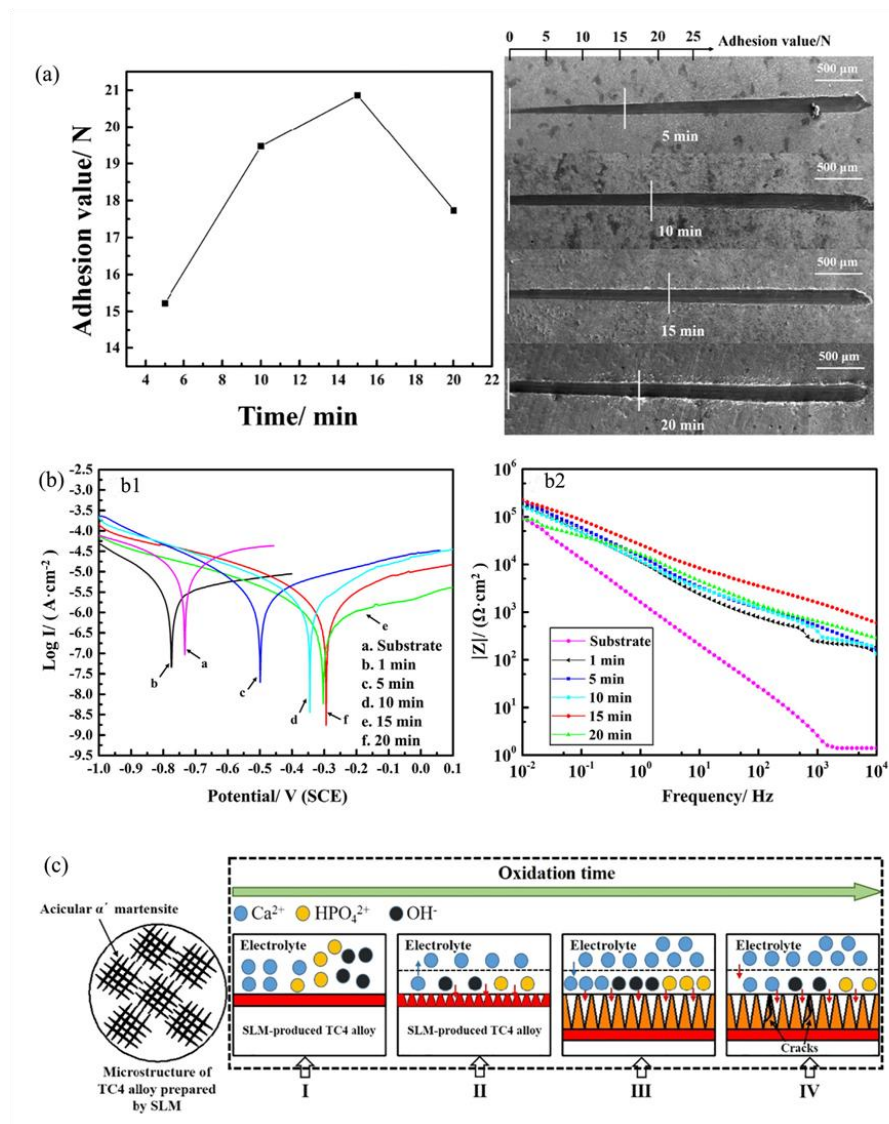 (a)
Adhesion value/ N
21
20
19
18
17
16
15
14
4 6 8 10 12 14 16 18 20 22
Time/ min
0 5 10 15 20 25 Adhesion value/N
500 μm
5 min
500 μm
10 min
500 μm
15 min
500 μm
20 min
(b)
b1
Log I/ ( A·cm⁻²)
-2.5
-3.0
-3.5
-4.0
-4.5
-5.0
-5.5
-6.0
-6.5
-7.0
-7.5
-8.0
-8.5
-9.0
-9.5
e
a. Substrate
b. 1 min
c. 5 min
d. 10 min
e. 15 min
f. 20 min
b a c d f
-1.0 -0.9 -0.8 -0.7 -0.6 -0.5 -0.4 -0.3 -0.2 -0.1 0.0 0.1
Potential/ V (SCE)
b2
|Z|/ (Ω·cm²)
10⁶
10⁵
10⁴
10³
10²
10¹
10⁰
Substrate
1 min
5 min
10 min
15 min
20 min
10⁻² 10⁻¹ 10⁰ 10¹ 10² 10³ 10⁴
Frequency/ Hz
(c)
Acicular α´ martensite
Microstructure of
TC4 alloy prepared
by SLM
Oxidation time
Ca²⁺ HPO₄²⁺ OH⁻
Electrolyte
SLM-produced TC4 alloy
I
Electrolyte
SLM-produced TC4 alloy
II
Electrolyte
III
Electrolyte
Cracks
IV